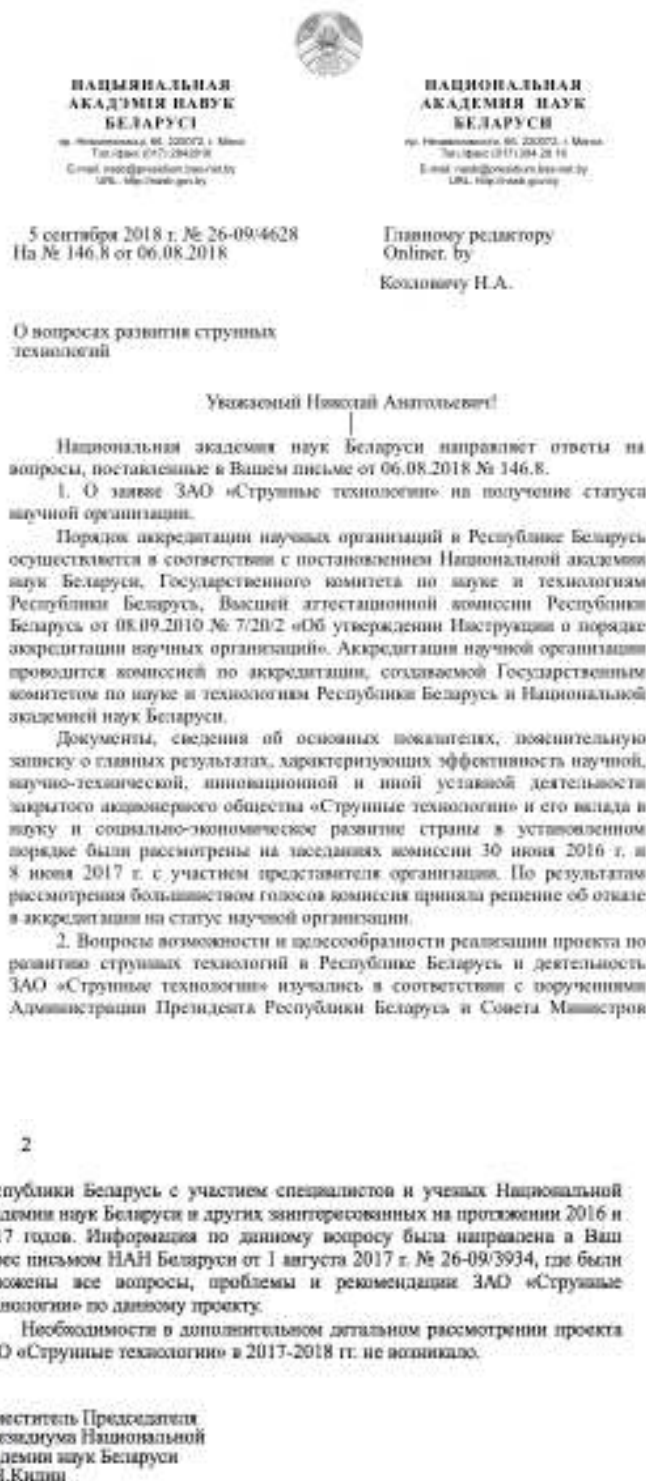 НАЦЫЯНАЛЬНАЯ
АКАДЭМІЯ НАВУК
БЕЛАРУСІ
НАЦИОНАЛЬНАЯ
АКАДЕМИЯ НАУК
БЕЛАРУСИ
5 сентября 2018 г. № 26-09/4628
На № 146.8 от 06.08.2018
Главному редактору
Onliner. by
Козловичу Н.А.
О вопросах развития струнных
технологий
Уважаемый Николай Анатольевич!
Национальная академия наук Беларуси направляет ответы на
вопросы, поставленные в Вашем письме от 06.08.2018 № 146.8.
1. О заявке ЗАО «Струнные технологии» на получение статуса
научной организации.
Порядок аккредитации научных организаций в Республике Беларусь
осуществляется в соответствии с постановлением Национальной академии
наук Беларуси, Государственного комитета по науке и технологиям
Республики Беларусь, Высшей аттестационной комиссии Республики
Беларусь от 08.09.2010 № 7/20/2 «Об утверждении Инструкции о порядке
аккредитации научных организаций». Аккредитация научной организации
проводится комиссией по аккредитации, создаваемой Государственным
комитетом по науке и технологиям Республики Беларусь и Национальной
академией наук Беларуси.
Документы, сведения об основных показателях, пояснительную
записку о главных результатах, характеризующих эффективность научной,
научно-технической, инновационной и иной уставной деятельности
закрытого акционерного общества «Струнные технологии» и его вклада в
науку и социально-экономическое развитие страны в установленном
порядке были рассмотрены на заседаниях комиссии 30 июня 2016 г. и
8 июня 2017 г. с участием представителя организации. По результатам
рассмотрения большинством голосов комиссия приняла решение об отказе
в аккредитации на статус научной организации.
2. Вопросы возможности и целесообразности реализации проекта по
развитию струнных технологий в Республике Беларусь и деятельность
ЗАО «Струнные технологии» изучались в соответствии с поручениями
Администрации Президента Республики Беларусь и Совета Министров
2
спублики Беларусь с участием специалистов и ученых Национальной
адемии наук Беларуси и других заинтересованных на протяжении 2016 и
17 годов. Информация по данному вопросу была направлена в Ваш
рес письмом НАН Беларуси от 1 августа 2017 г. № 26-09/3934, где были
ложены все вопросы, проблемы и рекомендации ЗАО «Струнные
хнологии» по данному проекту.
Необходимости в дополнительном детальном рассмотрении проекта
О «Струнные технологии» в 2017-2018 гг. не возникало.
меститель Председателя
езидиума Национальной
адемии наук Беларуси
Килин